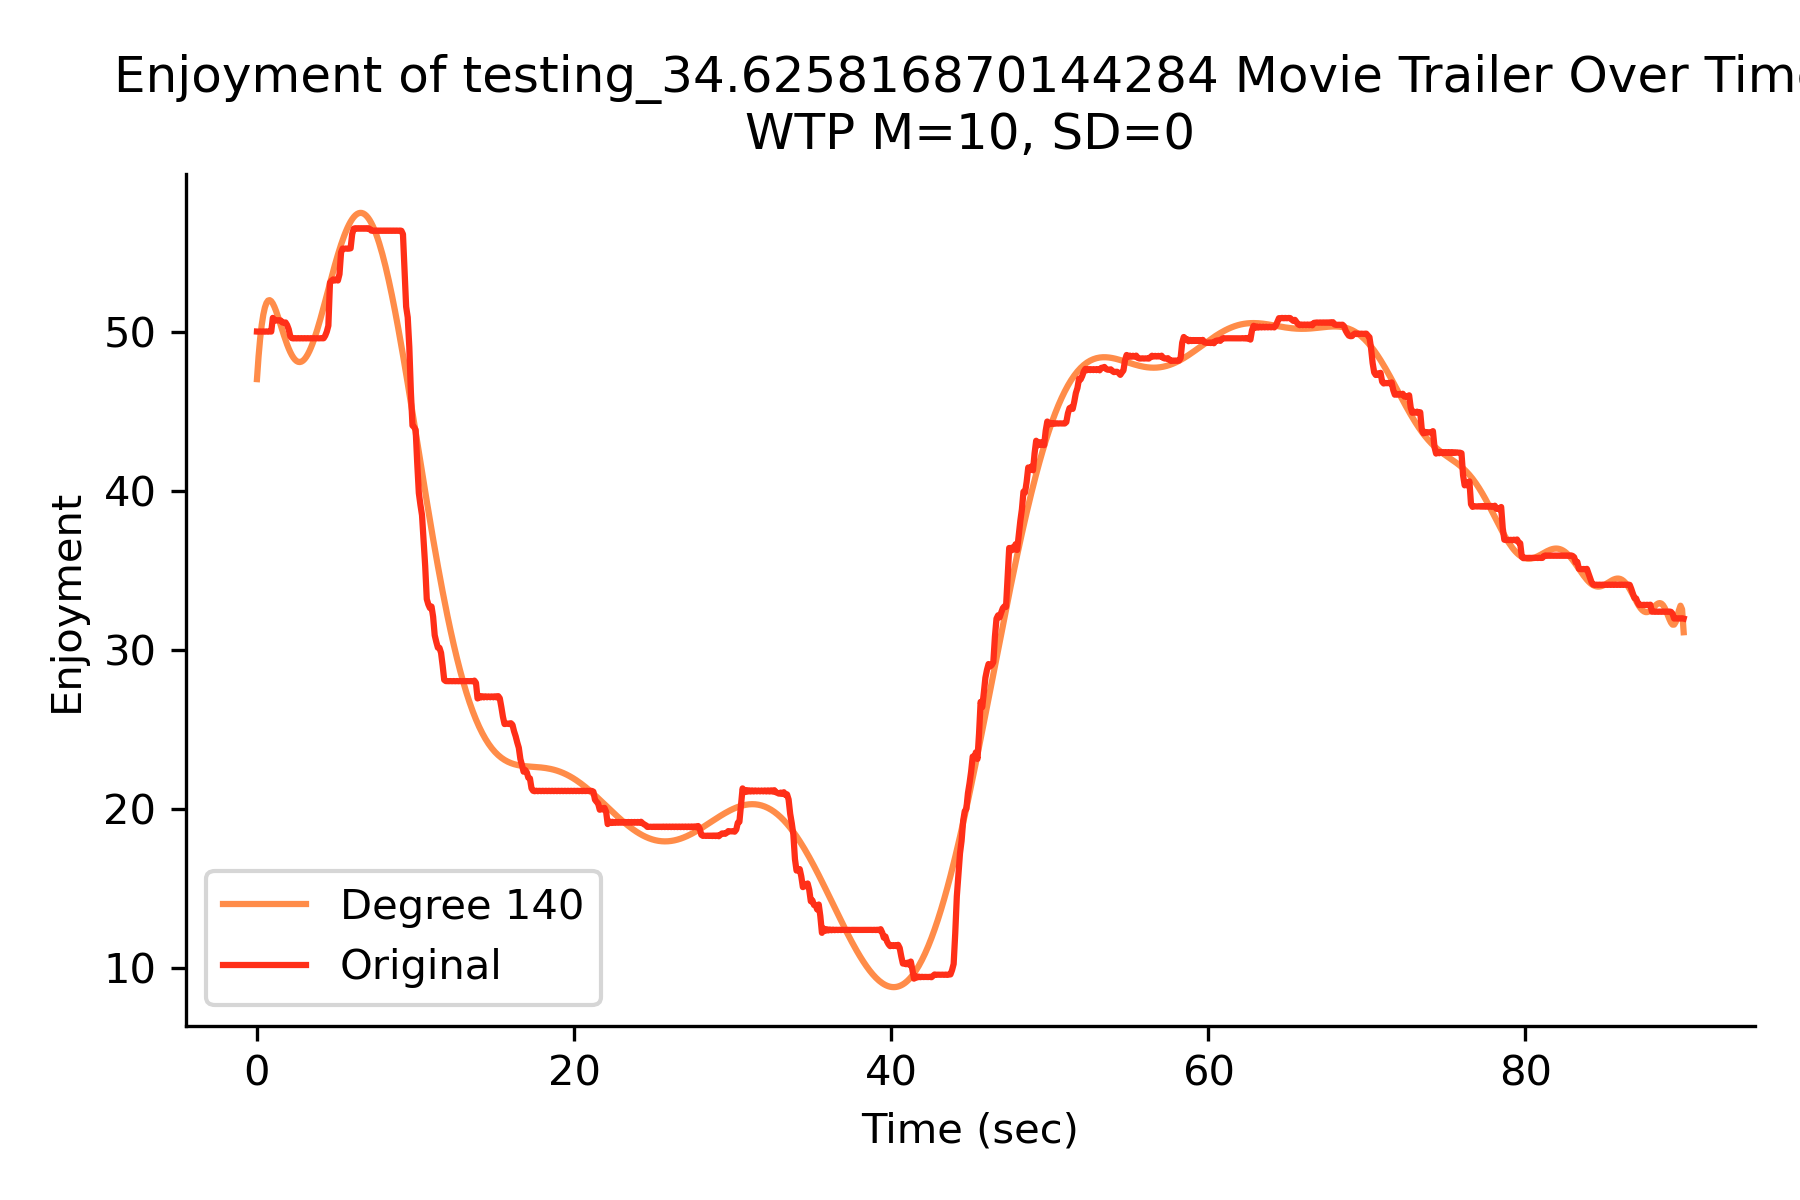 Enjoyment of testing_34.625816870144284 Movie Trailer Over Tim
WTP M=10, SD=0
Enjoyment
50
40
30
20
10
Degree 140
Original
0 20 40 60 80
Time (sec)